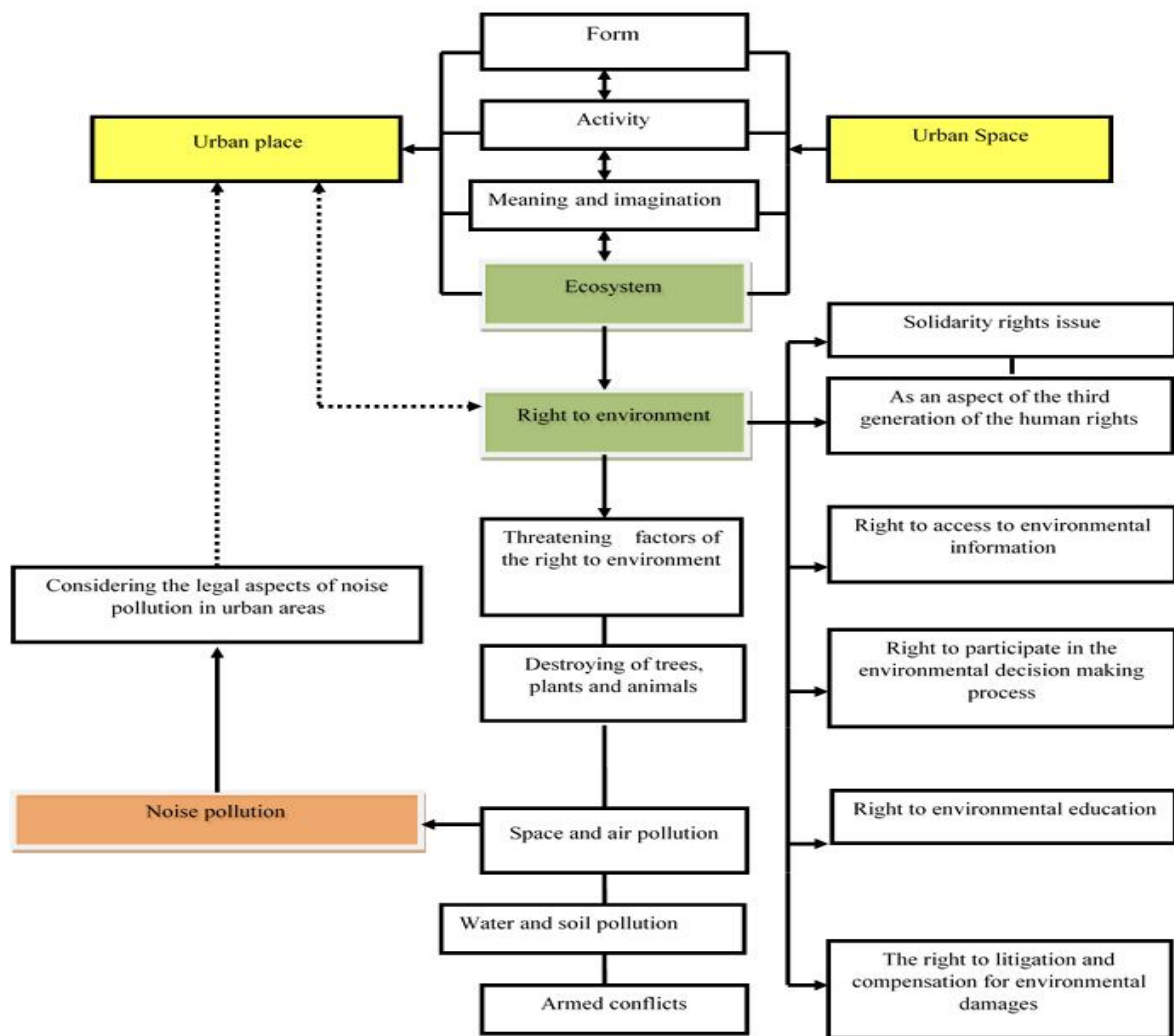 Form
Activity
Urban place
Urban Space
Meaning and imagination
Ecosystem
Solidarity rights issue
Right to environment
As an aspect of the third
generation of the human rights
Threatening factors of
the right to environment
Right to access to environmental
information
Considering the legal aspects of noise
pollution in urban areas
Destroying of trees,
plants and animals
Right to participate in the
environmental decision making
process
Noise pollution
Space and air pollution
Right to environmental education
Water and soil pollution
The right to litigation and
compensation for environmental
damages
Armed conflicts